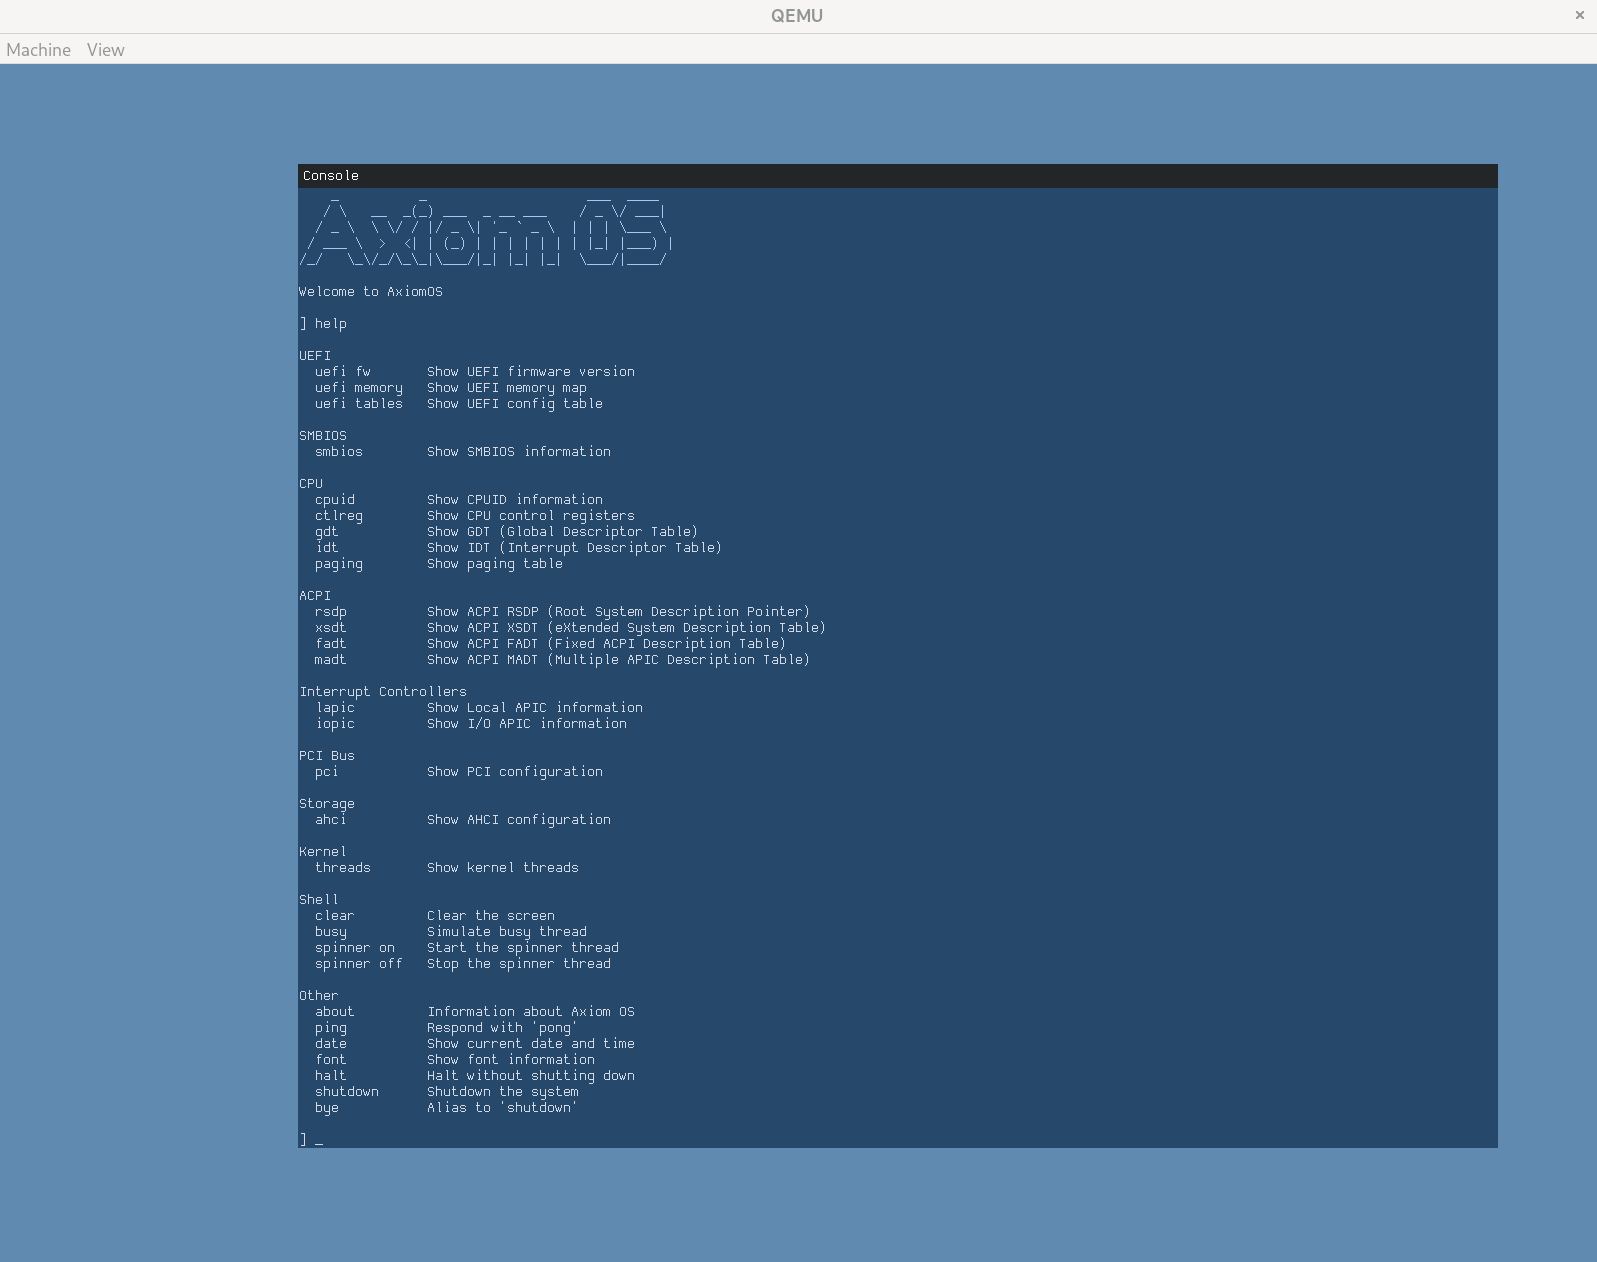 QEMU
Machine View
Console
AxiomOS
Welcome to AxiomOS
] help
UEFI
uefi fw Show UEFI firmware version
uefi memory Show UEFI memory map
uefi tables Show UEFI config table
SMBIOS
smbios Show SMBIOS information
CPU
cpuid Show CPUID information
ctlreg Show CPU control registers
gdt Show GDT (Global Descriptor Table)
idt Show IDT (Interrupt Descriptor Table)
paging Show paging table
ACPI
rsdp Show ACPI RSDP (Root System Description Pointer)
xsdt Show ACPI XSDT (eXtended System Description Table)
fadt Show ACPI FADT (Fixed ACPI Description Table)
madt Show ACPI MADT (Multiple APIC Description Table)
Interrupt Controllers
lapic Show Local APIC information
iopic Show I/O APIC information
PCI Bus
pci Show PCI configuration
Storage
ahci Show AHCI configuration
Kernel
threads Show kernel threads
Shell
clear Clear the screen
busy Simulate busy thread
spinner on Start the spinner thread
spinner off Stop the spinner thread
Other
about Information about Axiom OS
ping Respond with 'pong'
date Show current date and time
font Show font information
halt Halt without shutting down
shutdown Shutdown the system
bye Alias to 'shutdown'
] _